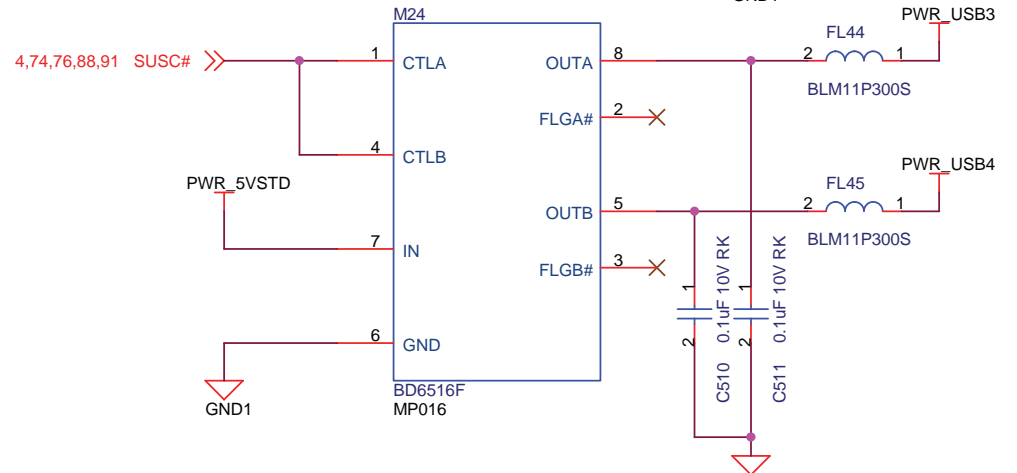 M24
PWR_USB3
FL44
4,74,76,88,91 SUSC#
1
CTLA
OUTA
8
2
1
BLM11P300S
FLGA#
2
4
CTLB
PWR_USB4
PWR_5VSTD
FL45
OUTB
5
2
1
7
IN
BLM11P300S
FLGB#
3
1
1
0.1uF 10V RK
0.1uF 10V RK
6
GND
2
2
C510
C511
GND1
BD6516F
MP016